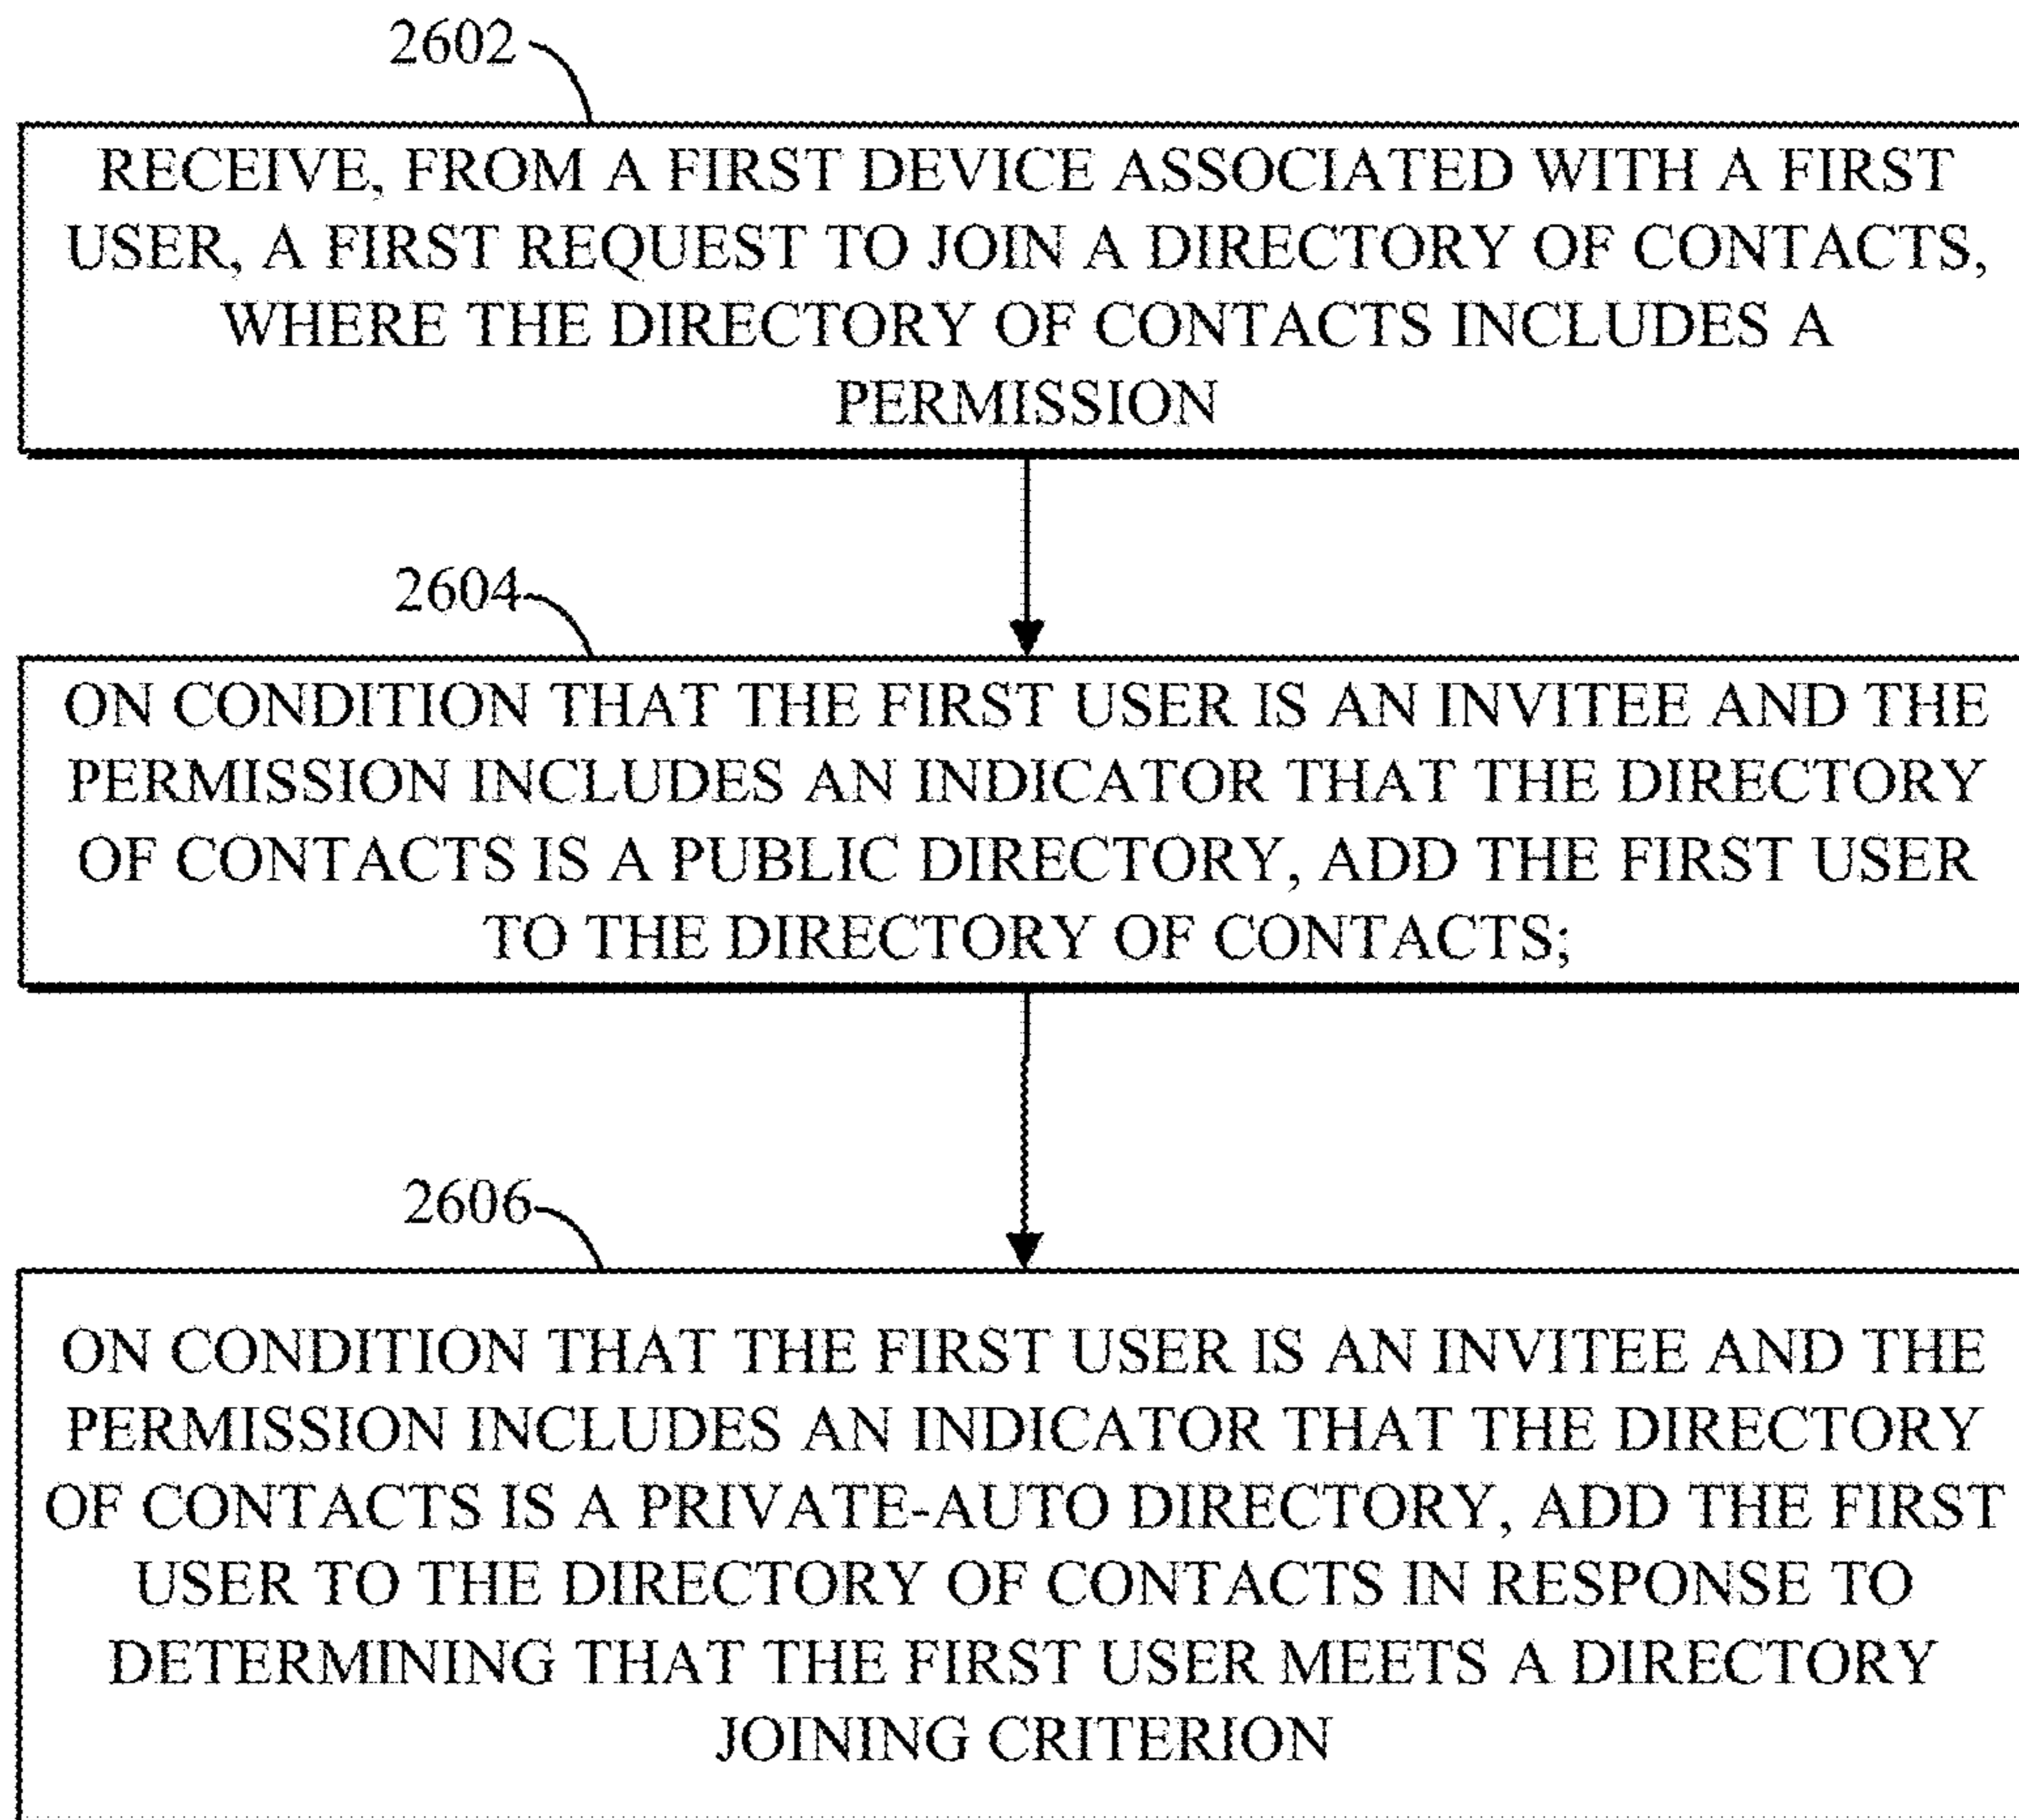 2602
RECEIVE, FROM A FIRST DEVICE ASSOCIATED WITH A FIRST
USER, A FIRST REQUEST TO JOIN A DIRECTORY OF CONTACTS,
WHERE THE DIRECTORY OF CONTACTS INCLUDES A
PERMISSION
2604
ON CONDITION THAT THE FIRST USER IS AN INVITEE AND THE
PERMISSION INCLUDES AN INDICATOR THAT THE DIRECTORY
OF CONTACTS IS A PUBLIC DIRECTORY, ADD THE FIRST USER
TO THE DIRECTORY OF CONTACTS;
2606
ON CONDITION THAT THE FIRST USER IS AN INVITEE AND THE
PERMISSION INCLUDES AN INDICATOR THAT THE DIRECTORY
OF CONTACTS IS A PRIVATE-AUTO DIRECTORY, ADD THE FIRST
USER TO THE DIRECTORY OF CONTACTS IN RESPONSE TO
DETERMINING THAT THE FIRST USER MEETS A DIRECTORY
JOINING CRITERION